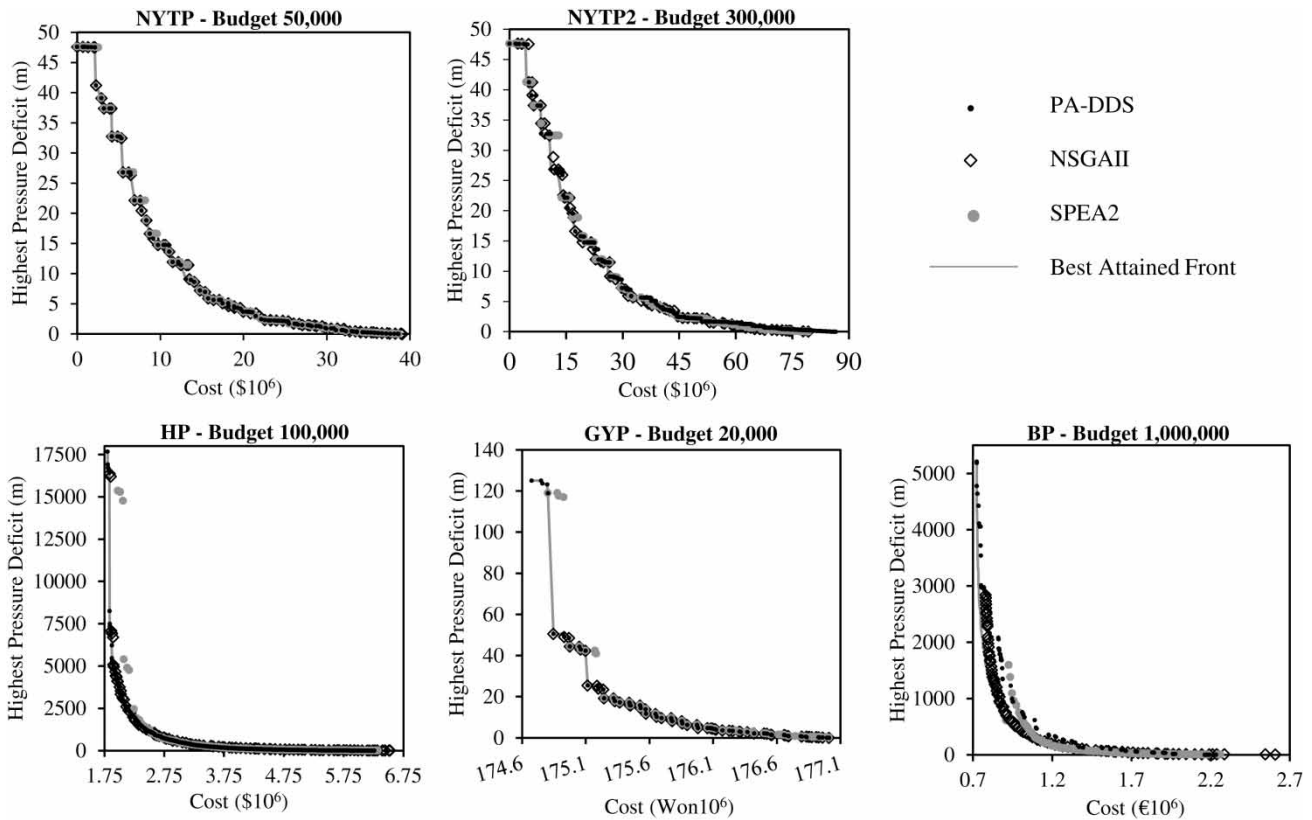 NYTP - Budget 50,000
50
45
40
35
30
25
20
15
10
5
0
Highest Pressure Deficit (m)
0 10 20 30 40
Cost ($10⁶)
NYTP2 - Budget 300,000
50
45
40
35
30
25
20
15
10
5
0
Highest Pressure Deficit (m)
0 15 30 45 60 75 90
Cost ($10⁶)
PA-DDS
NSGAII
SPEA2
Best Attained Front
HP - Budget 100,000
17500
15000
12500
10000
7500
5000
2500
0
Highest Pressure Deficit (m)
1.75 2.75 3.75 4.75 5.75 6.75
Cost ($10⁶)
GYP - Budget 20,000
140
120
100
80
60
40
20
0
Highest Pressure Deficit (m)
174.6 175.1 175.6 176.1 176.6 177.1
Cost (Won10⁶)
BP - Budget 1,000,000
5000
4000
3000
2000
1000
0
Highest Pressure Deficit (m)
0.7 1.2 1.7 2.2 2.7
Cost (€10⁶)